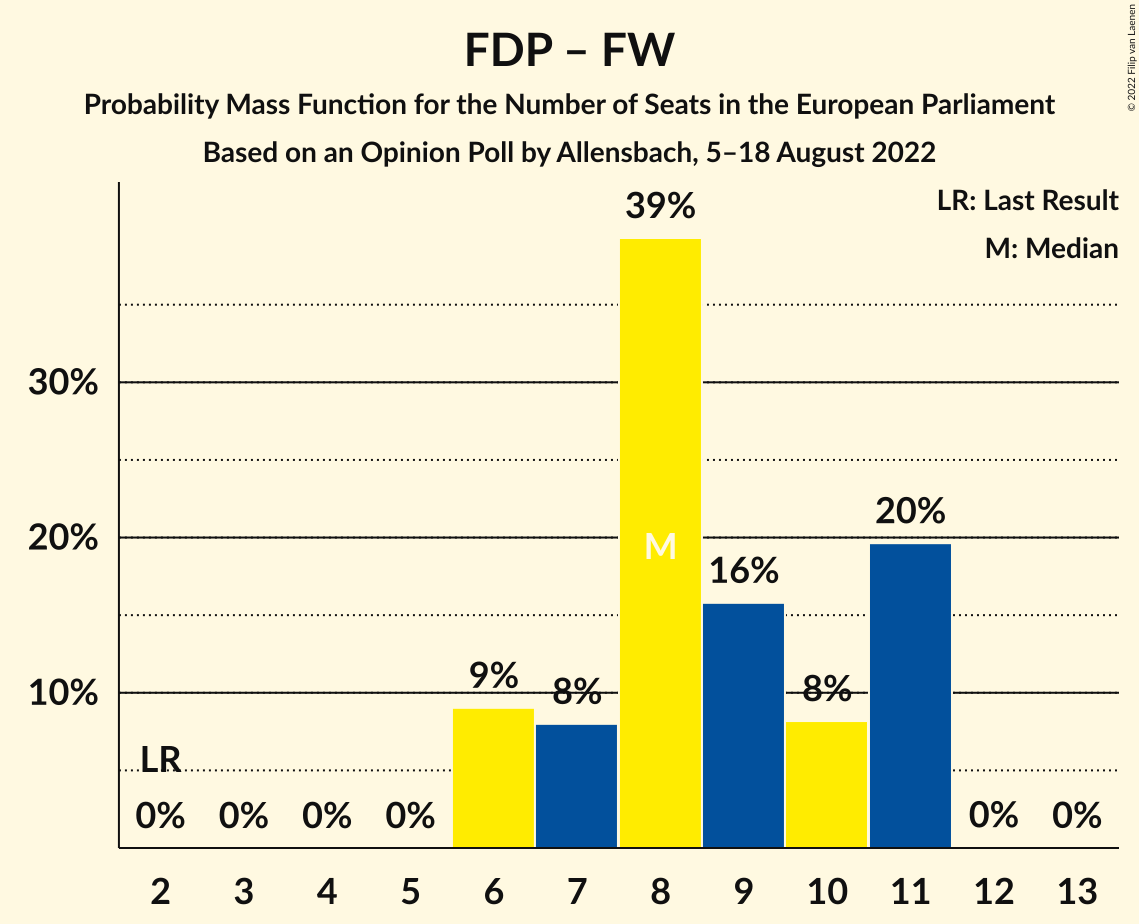 FDP – FW
Probability Mass Function for the Number of Seats in the European Parliament
Based on an Opinion Poll by Allensbach, 5–18 August 2022
© 2022 Filip van Laenen
LR: Last Result
M: Median
39%
30%
M
20%
20%
16%
10%
9%
8%
8%
LR
0%
0%
0%
0%
0%
0%
2 3 4 5 6 7 8 9 10 11 12 13